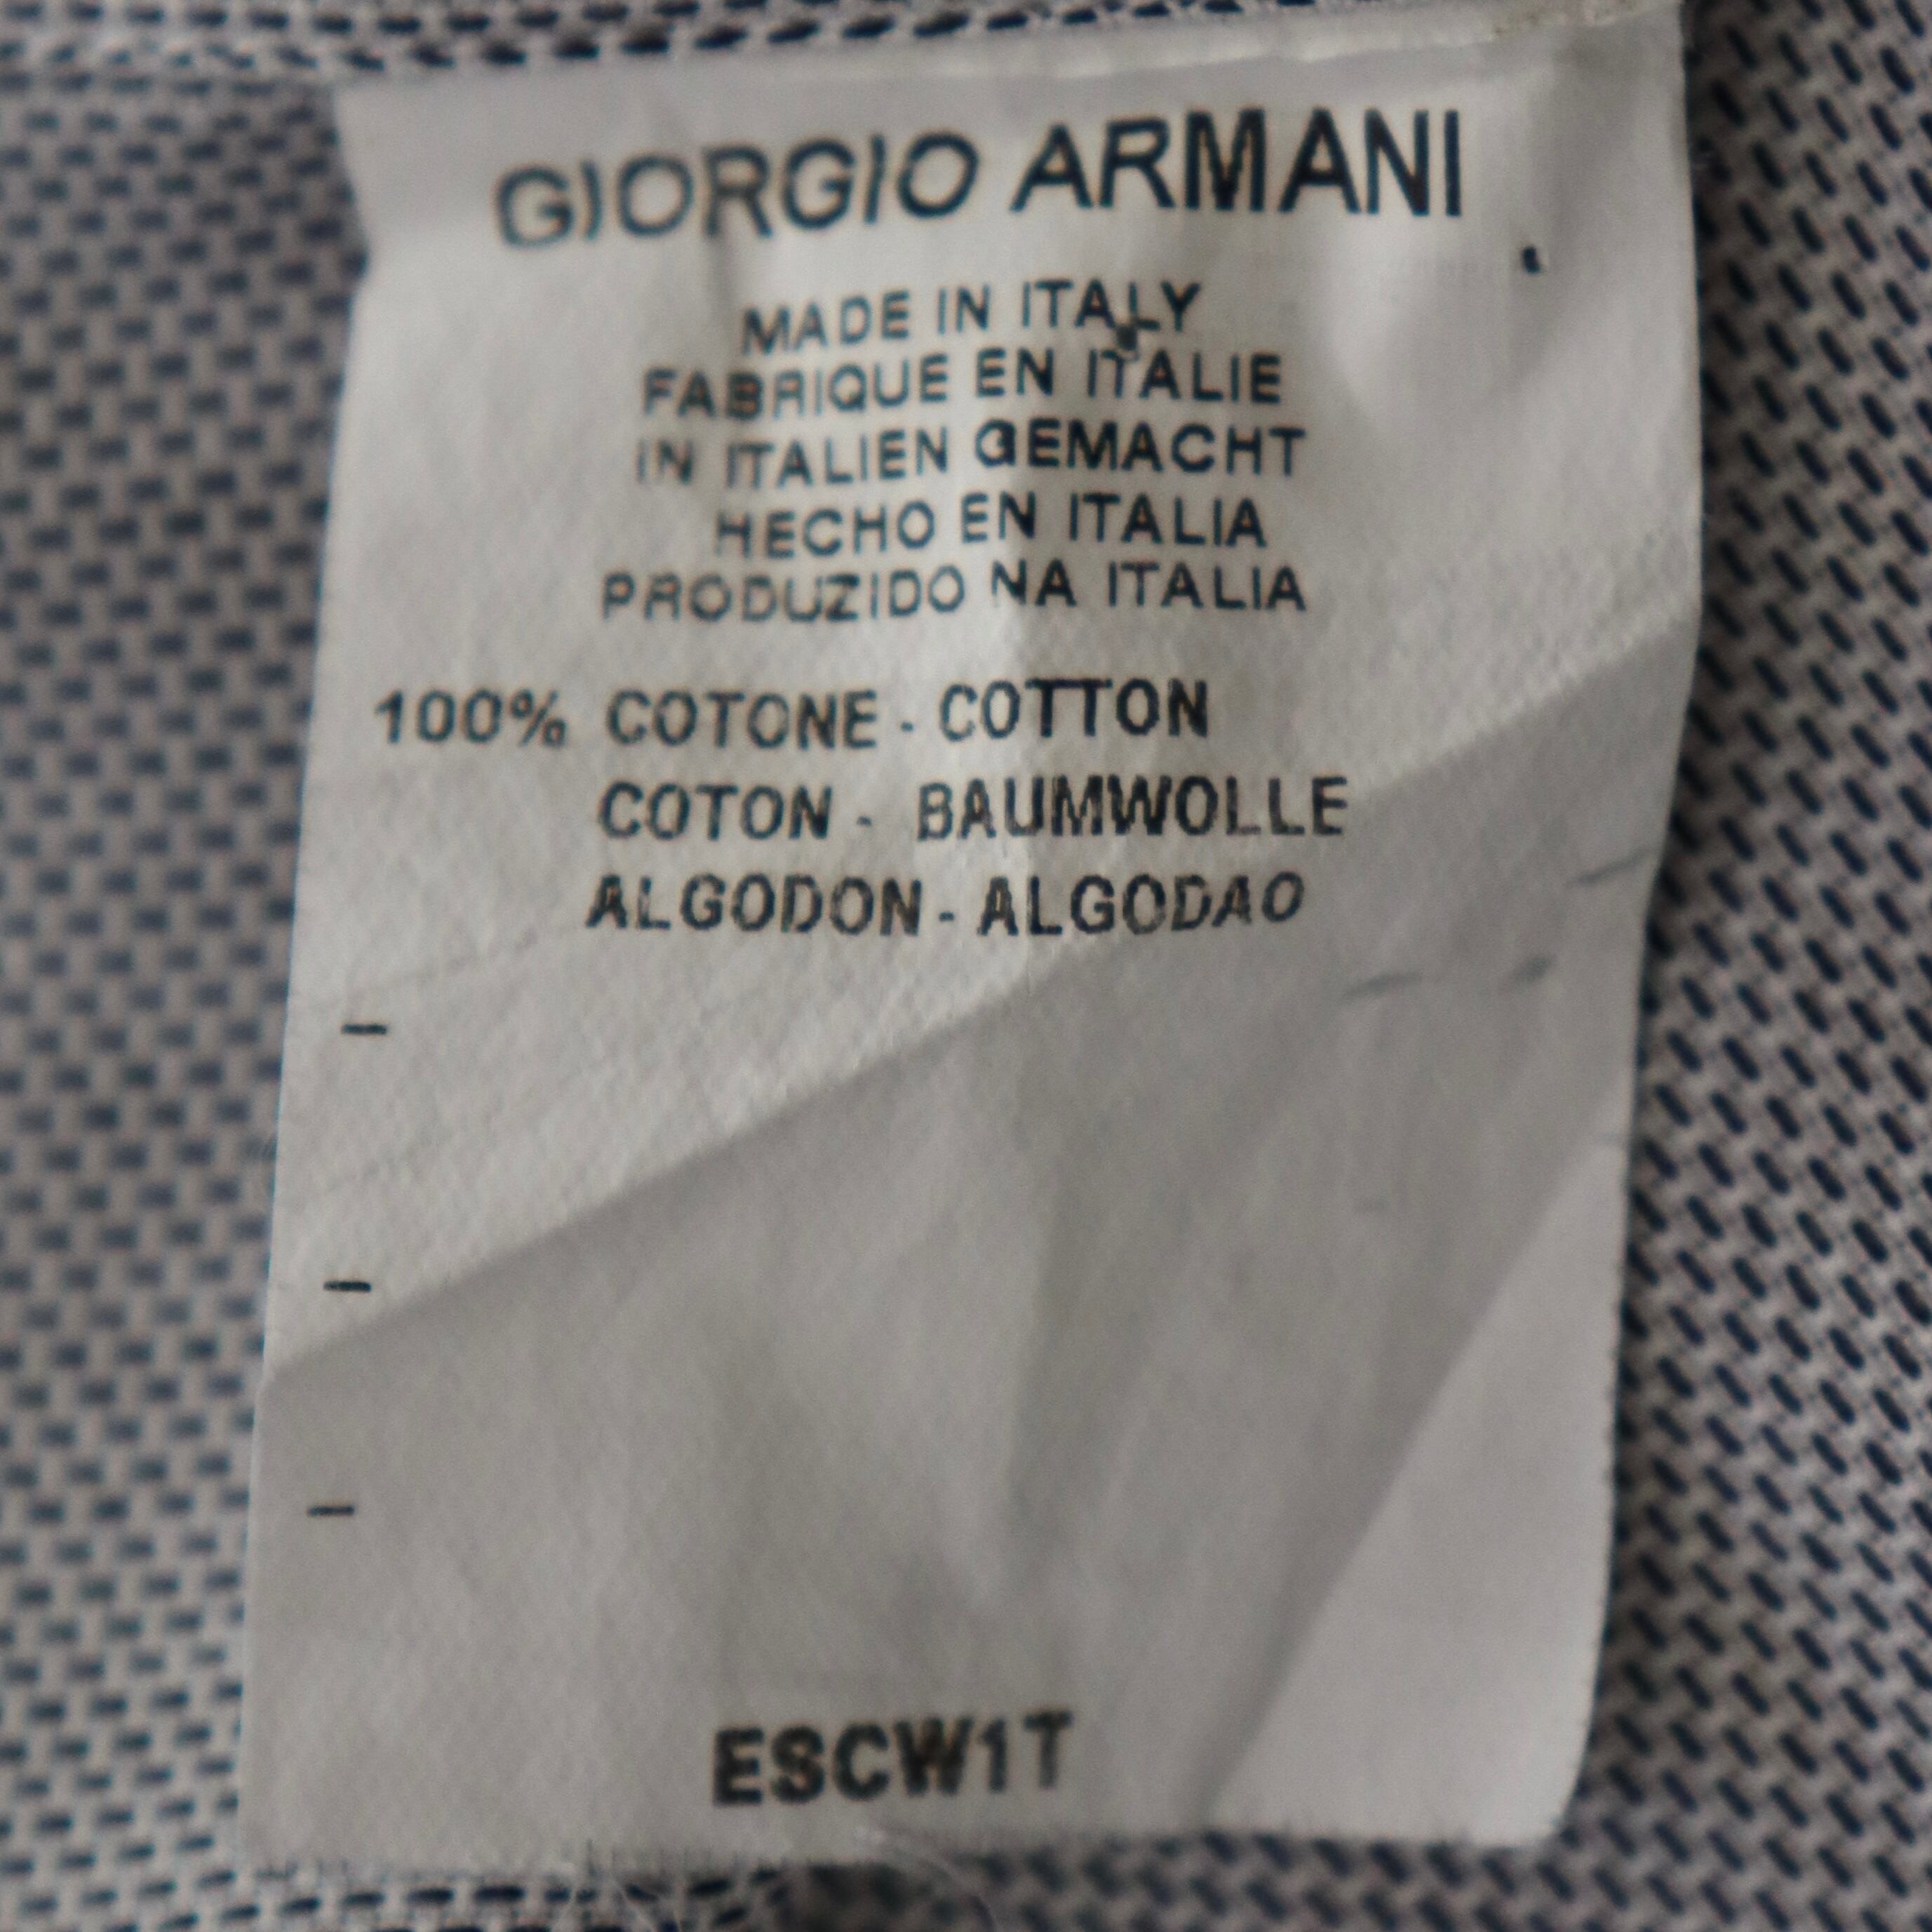 GIORGIO ARMANI
MADE IN ITALY
FABRIQUE EN ITALIE
IN ITALIEN GEMACHT
HECHO EN ITALIA
PRODUZIDO NA ITALIA
100% COTONE - COTTON
COTON - BAUMWOLLE
ALGODON - ALGODAO
ESCW1T